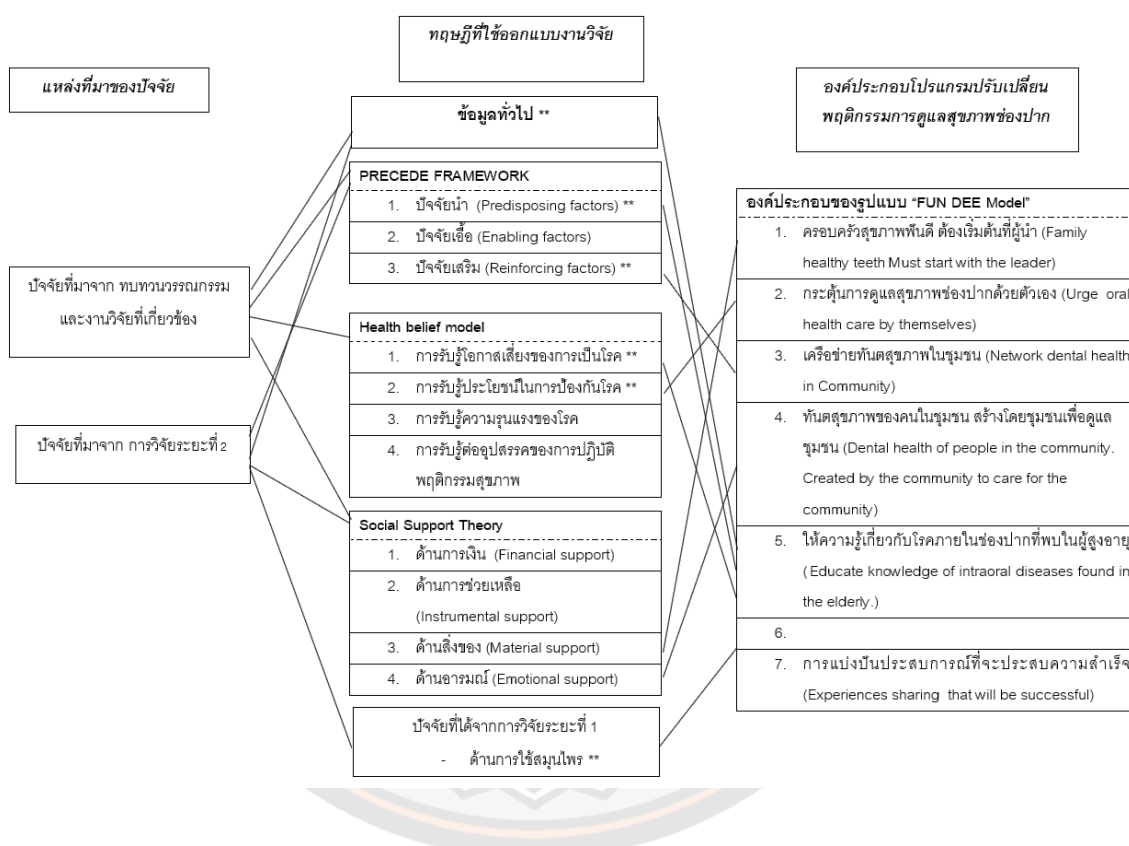 ทฤษฎีที่ใช้ออกแบบงานวิจัย
แหล่งที่มาของปัจจัย
องค์ประกอบโปรแกรมปรับเปลี่ยน
พฤติกรรมการดูแลสุขภาพช่องปาก
ปัจจัยที่มาจาก ทบทวนวรรณกรรม
และงานวิจัยที่เกี่ยวข้อง
ปัจจัยที่มาจาก การวิจัยระยะที่ 2
ข้อมูลทั่วไป **
PRECEDE FRAMEWORK
1. ปัจจัยนำ (Predisposing factors) **
2. ปัจจัยเอื้อ (Enabling factors)
3. ปัจจัยเสริม (Reinforcing factors) **
Health belief model
1. การรับรู้โอกาสเสี่ยงของการเป็นโรค **
2. การรับรู้ประโยชน์ในการป้องกันโรค **
3. การรับรู้ความรุนแรงของโรค
4. การรับรู้ต่ออุปสรรคของการปฏิบัติ
พฤติกรรมสุขภาพ
Social Support Theory
1. ด้านการเงิน (Financial support)
2. ด้านการช่วยเหลือ
(Instrumental support)
3. ด้านสิ่งของ (Material support)
4. ด้านอารมณ์ (Emotional support)
ปัจจัยที่ได้จากการวิจัยระยะที่ 1
- ด้านการใช้สมุนไพร **
องค์ประกอบของรูปแบบ “FUN DEE Model”
1. ครอบครัวสุขภาพฟันดี ต้องเริ่มต้นที่ผู้นำ (Family
healthy teeth Must start with the leader)
2. กระตุ้นการดูแลสุขภาพช่องปากด้วยตัวเอง (Urge oral
health care by themselves)
3. เครือข่ายทันตสุขภาพในชุมชน (Network dental health
in Community)
4. ทันตสุขภาพของคนในชุมชน สร้างโดยชุมชนเพื่อดูแล
ชุมชน (Dental health of people in the community.
Created by the community to care for the
community)
5. ให้ความรู้เกี่ยวกับโรคภายในช่องปากที่พบในผู้สูงอายุ
(Educate knowledge of intraoral diseases found in
the elderly.)
6.
7. การแบ่งปันประสบการณ์ที่จะประสบความสำเร็จ
(Experiences sharing that will be successful)